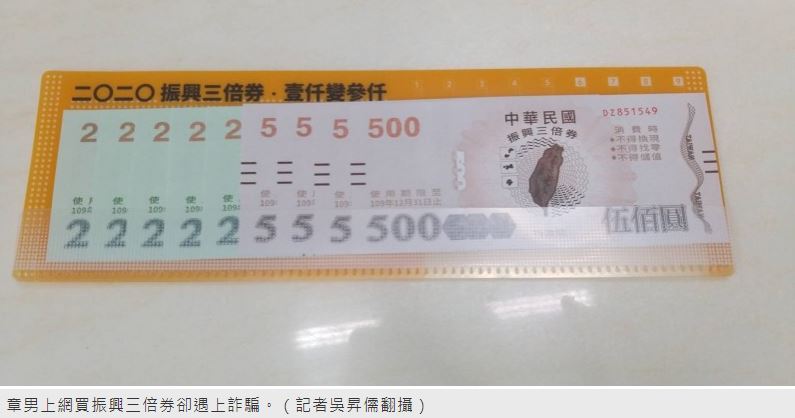 二〇二〇 振興三倍券．壹仟變參仟
1 2 3 4 5 6 7 8 9
2 2 2 2 2 5 5 5 500
中華民國
振興三倍券
DZ851549
消費時
•不得換現
•不得找零
•不得儲值
TAIWAN
使用期限至
109年12月31日止
2 2 2 2 2 5 5 5 500
伍佰圓
章男上網買振興三倍券卻遇上詐騙。（記者吳昇儒翻攝）